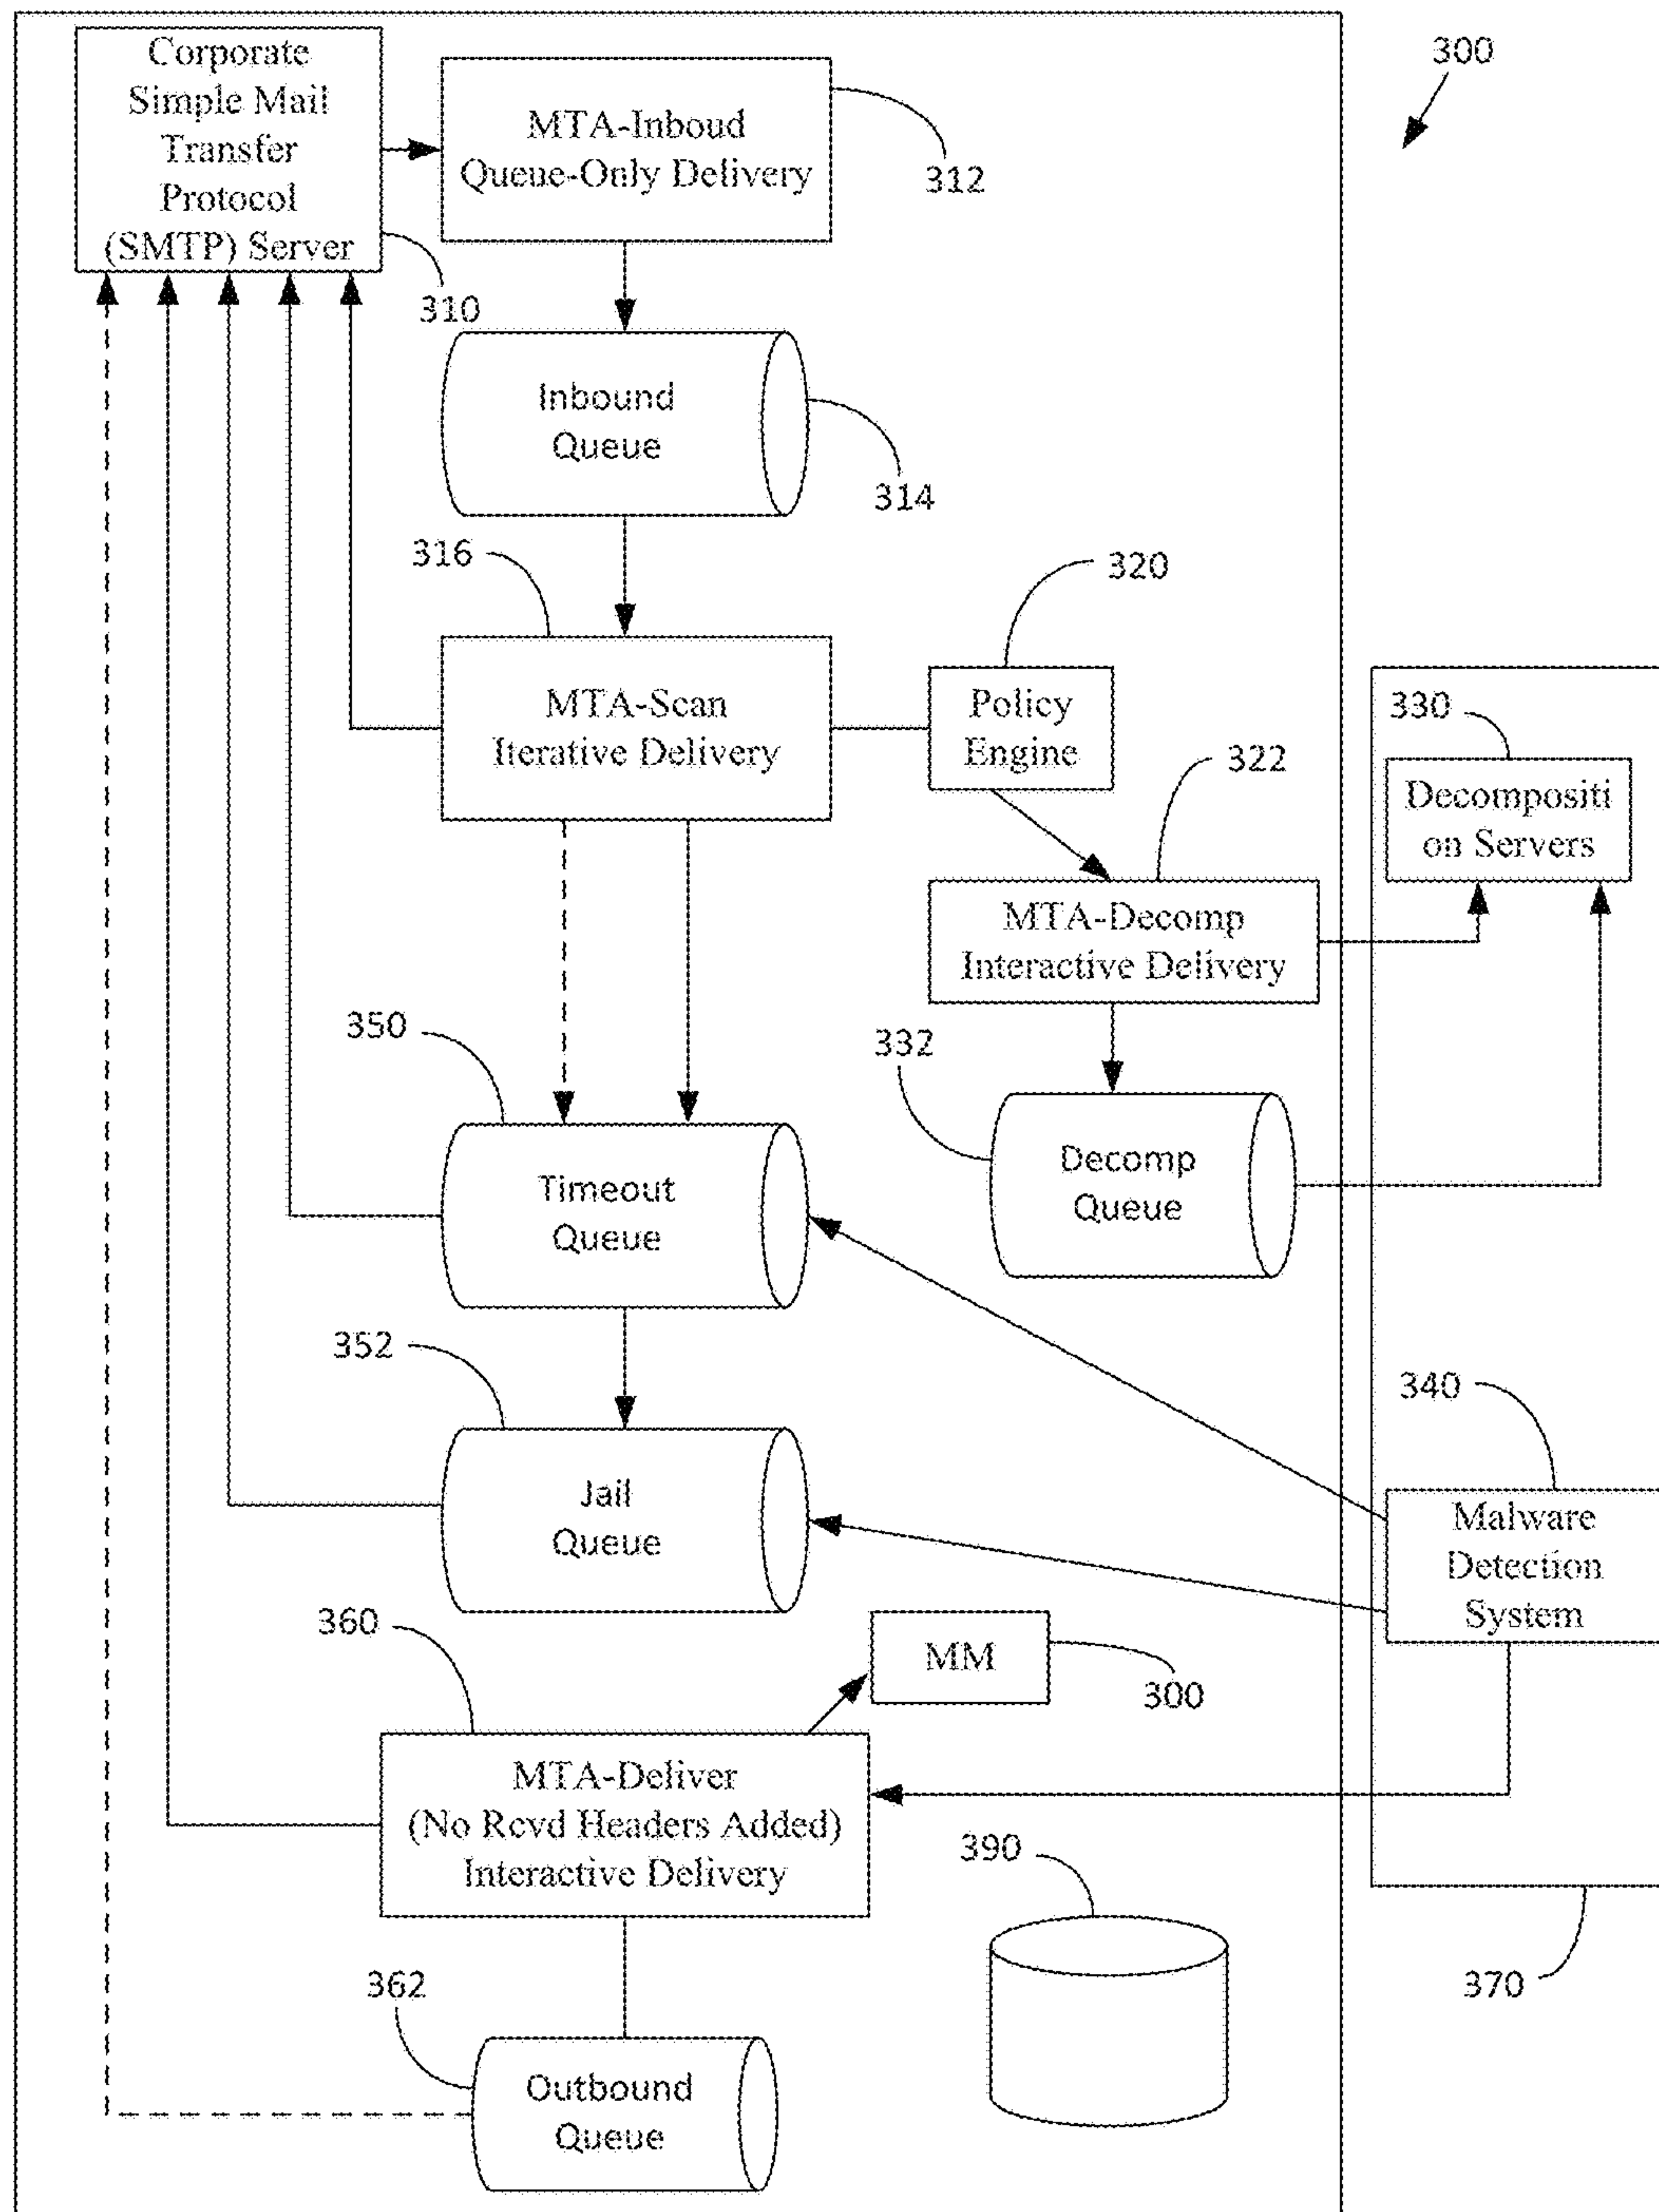 Corporate
Simple Mail
Transfer
Protocol
(SMTP) Server
310
MTA-Inboud
Queue-Only Delivery
312
300
Inbound
Queue
314
316
MTA-Scan
Iterative Delivery
320
Policy
Engine
322
MTA-Decomp
Interactive Delivery
330
Decompositi
on Servers
332
Decomp
Queue
350
Timeout
Queue
352
Jail
Queue
340
Malware
Detection
System
360
MM
300
MTA-Deliver
(No Rcvd Headers Added)
Interactive Delivery
390
370
362
Outbound
Queue